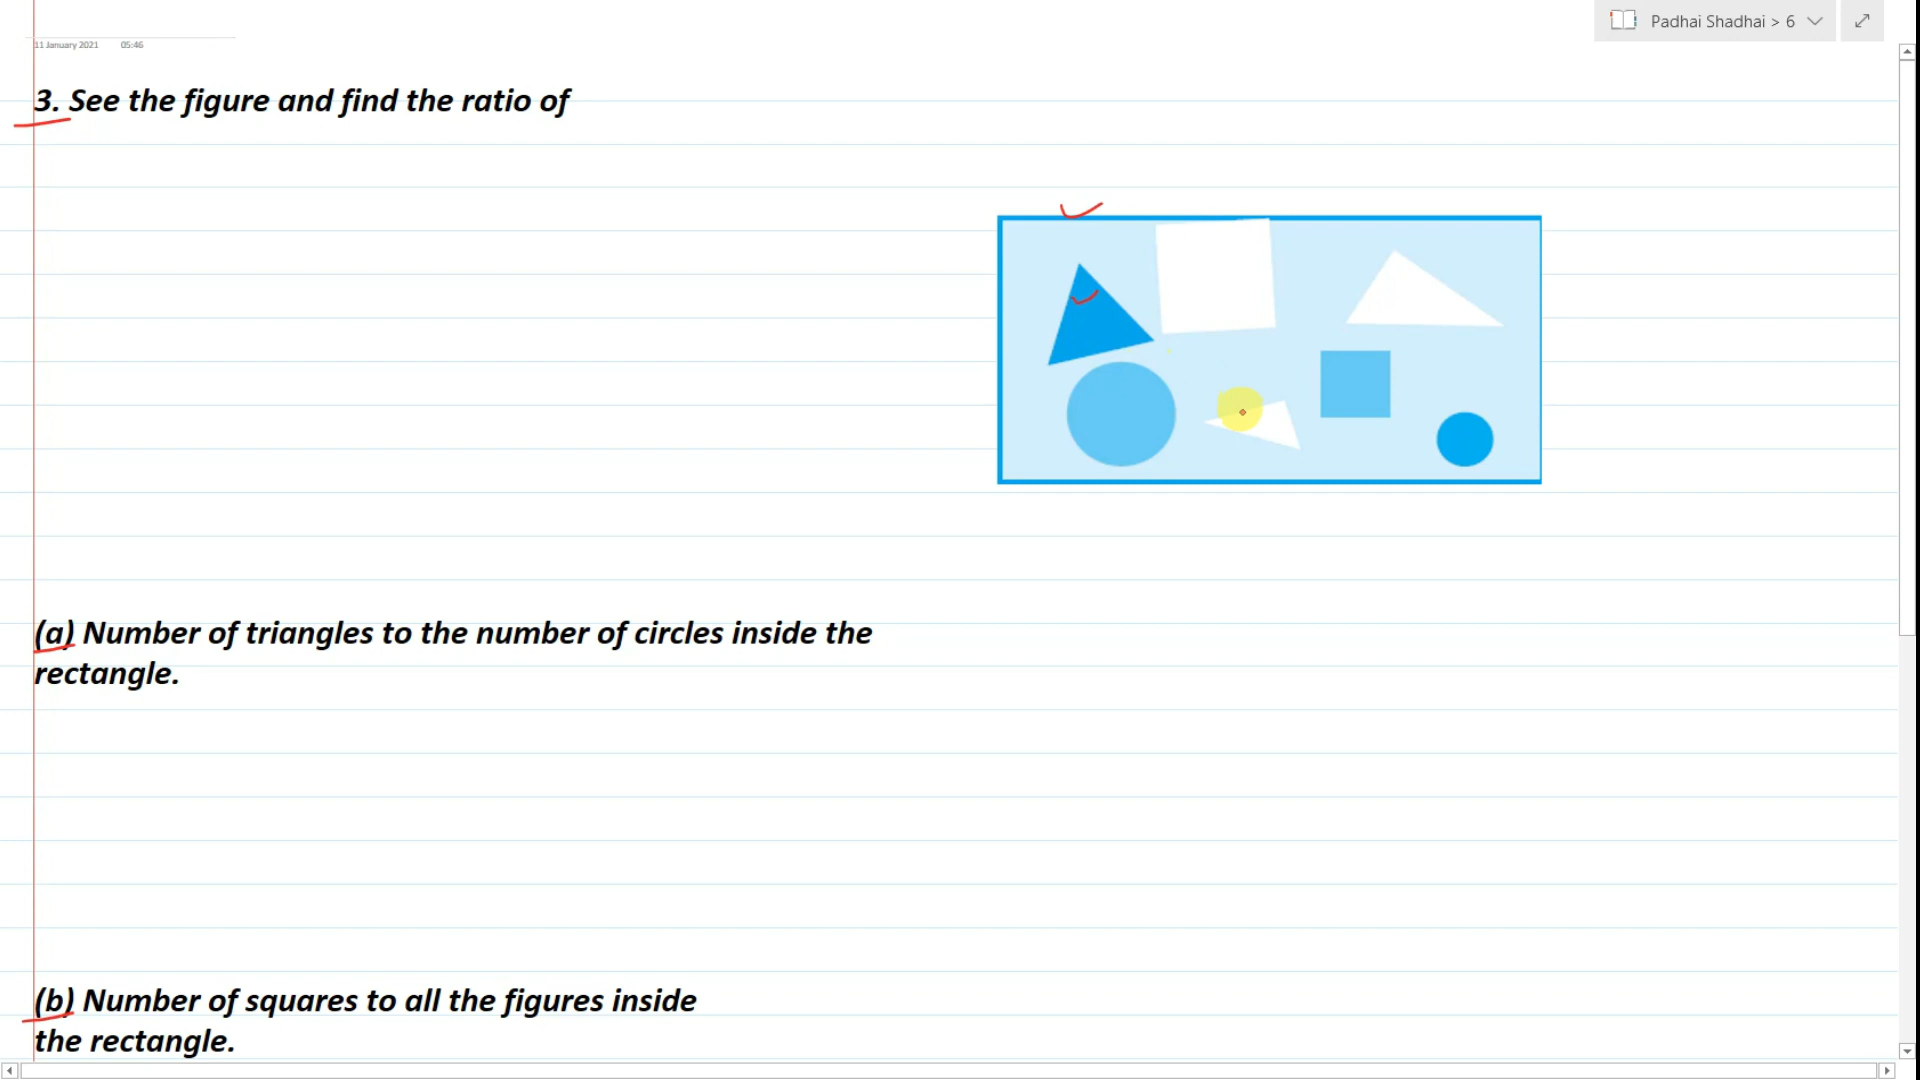 Padhai Shadhai > 6
11 January 2021 05:46
3. See the figure and find the ratio of
(a) Number of triangles to the number of circles inside the
rectangle.
(b) Number of squares to all the figures inside
the rectangle.